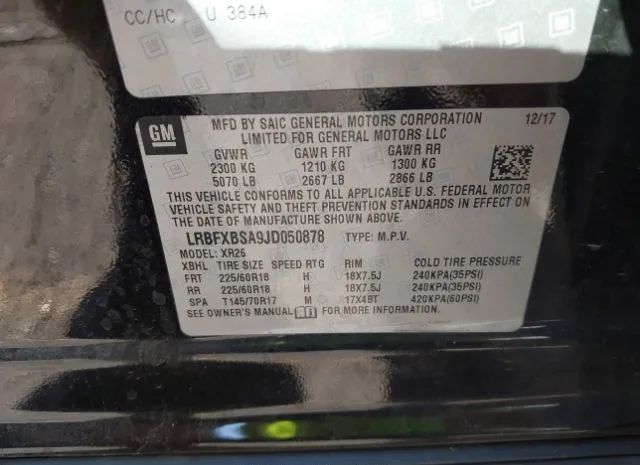 CC/HC U 384A
GM
MFD BY SAIC GENERAL MOTORS CORPORATION 12/17
LIMITED FOR GENERAL MOTORS LLC
GVWR GAWR FRT GAWR RR
2300 KG 1210 KG 1300 KG
5070 LB 2667 LB 2866 LB
THIS VEHICLE CONFORMS TO ALL APPLICABLE U.S. FEDERAL MOTOR
VEHICLE SAFETY AND THEFT PREVENTION STANDARDS IN EFFECT ON
THE DATE OF MANUFACTURE SHOWN ABOVE.
LRBFXBSA9JD050878 TYPE: M.P.V.
MODEL: XR26
XBHL TIRE SIZE SPEED RTG RIM COLD TIRE PRESSURE
FRT 225/60R18 H 18X7.5J 240KPA(35PSI)
RR 225/60R18 H 18X7.5J 240KPA(35PSI)
SPA T145/70R17 M 17X4BT 420KPA(60PSI)
SEE OWNER'S MANUAL FOR MORE INFORMATION.